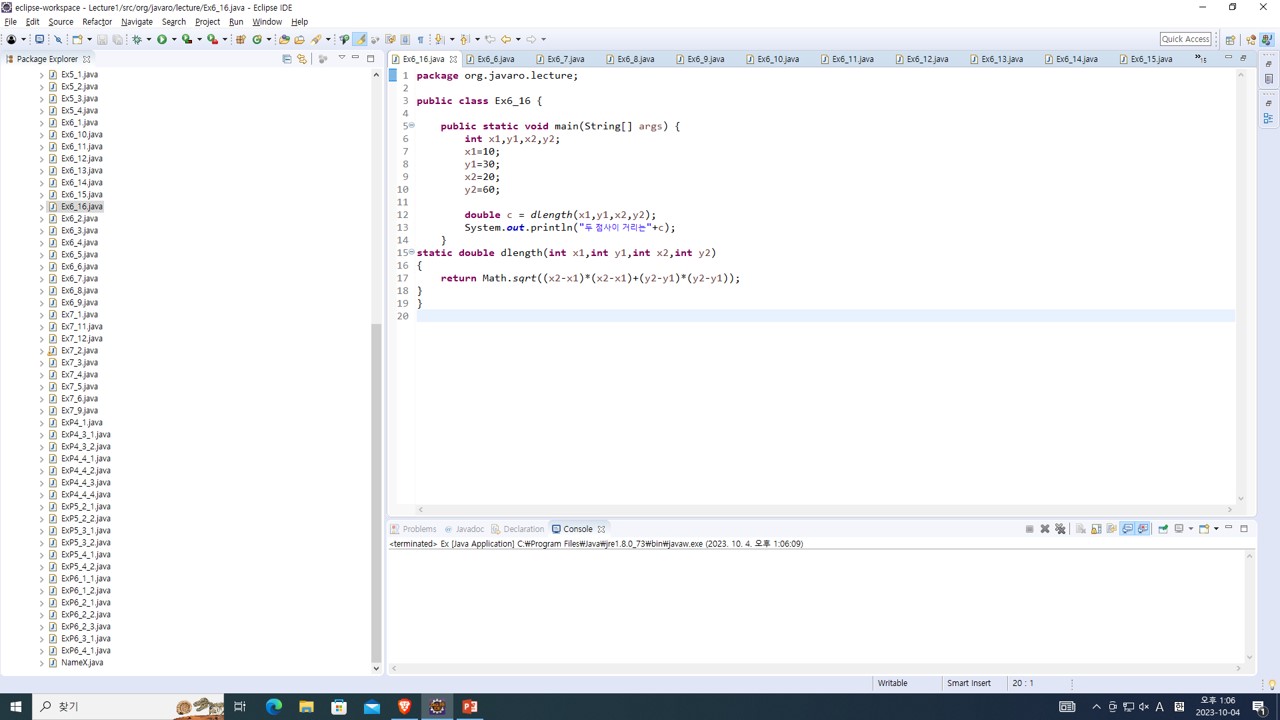 eclipse-workspace - Lecture1/src/org/javaro/lecture/Ex6_16.java - Eclipse IDE
File Edit Source Refactor Navigate Search Project Run Window Help
Quick Access
Package Explorer
Ex5_1.java
Ex5_2.java
Ex5_3.java
Ex5_4.java
Ex6_1.java
Ex6_10.java
Ex6_11.java
Ex6_12.java
Ex6_13.java
Ex6_14.java
Ex6_15.java
Ex6_16.java
Ex6_2.java
Ex6_3.java
Ex6_4.java
Ex6_5.java
Ex6_6.java
Ex6_7.java
Ex6_8.java
Ex6_9.java
Ex7_1.java
Ex7_11.java
Ex7_12.java
Ex7_2.java
Ex7_3.java
Ex7_4.java
Ex7_5.java
Ex7_6.java
Ex7_9.java
ExP4_1.java
ExP4_3_1.java
ExP4_3_2.java
ExP4_4_1.java
ExP4_4_2.java
ExP4_4_3.java
ExP4_4_4.java
ExP5_2_1.java
ExP5_2_2.java
ExP5_3_1.java
ExP5_3_2.java
ExP5_4_1.java
ExP5_4_2.java
ExP6_1_1.java
ExP6_1_2.java
ExP6_2_1.java
ExP6_2_2.java
ExP6_2_3.java
ExP6_3_1.java
ExP6_4_1.java
NameX.java
Ex6_16.java Ex6_6.java Ex6_7.java Ex6_8.java Ex6_9.java Ex6_10.java Ex6_11.java Ex6_12.java Ex6_13.java Ex6_14.java Ex6_15.java »15
1 package org.javaro.lecture;
2
3 public class Ex6_16 {
4
5 public static void main(String[] args) {
6 int x1,y1,x2,y2;
7 x1=10;
8 y1=30;
9 x2=20;
10 y2=60;
11
12 double c = dlength(x1,y1,x2,y2);
13 System.out.println("두 점사이 거리는"+c);
14 }
15 static double dlength(int x1,int y1,int x2,int y2)
16 {
17 return Math.sqrt((x2-x1)*(x2-x1)+(y2-y1)*(y2-y1));
18 }
19 }
20
Problems Javadoc Declaration Console
<terminated> Ex [Java Application] C:₩Program Files₩Java₩jre1.8.0_73₩bin₩javaw.exe (2023. 10. 4. 오후 1:06:09)
Writable Smart Insert 20 : 1
찾기
A 한 오후 1:06
2023-10-04
1